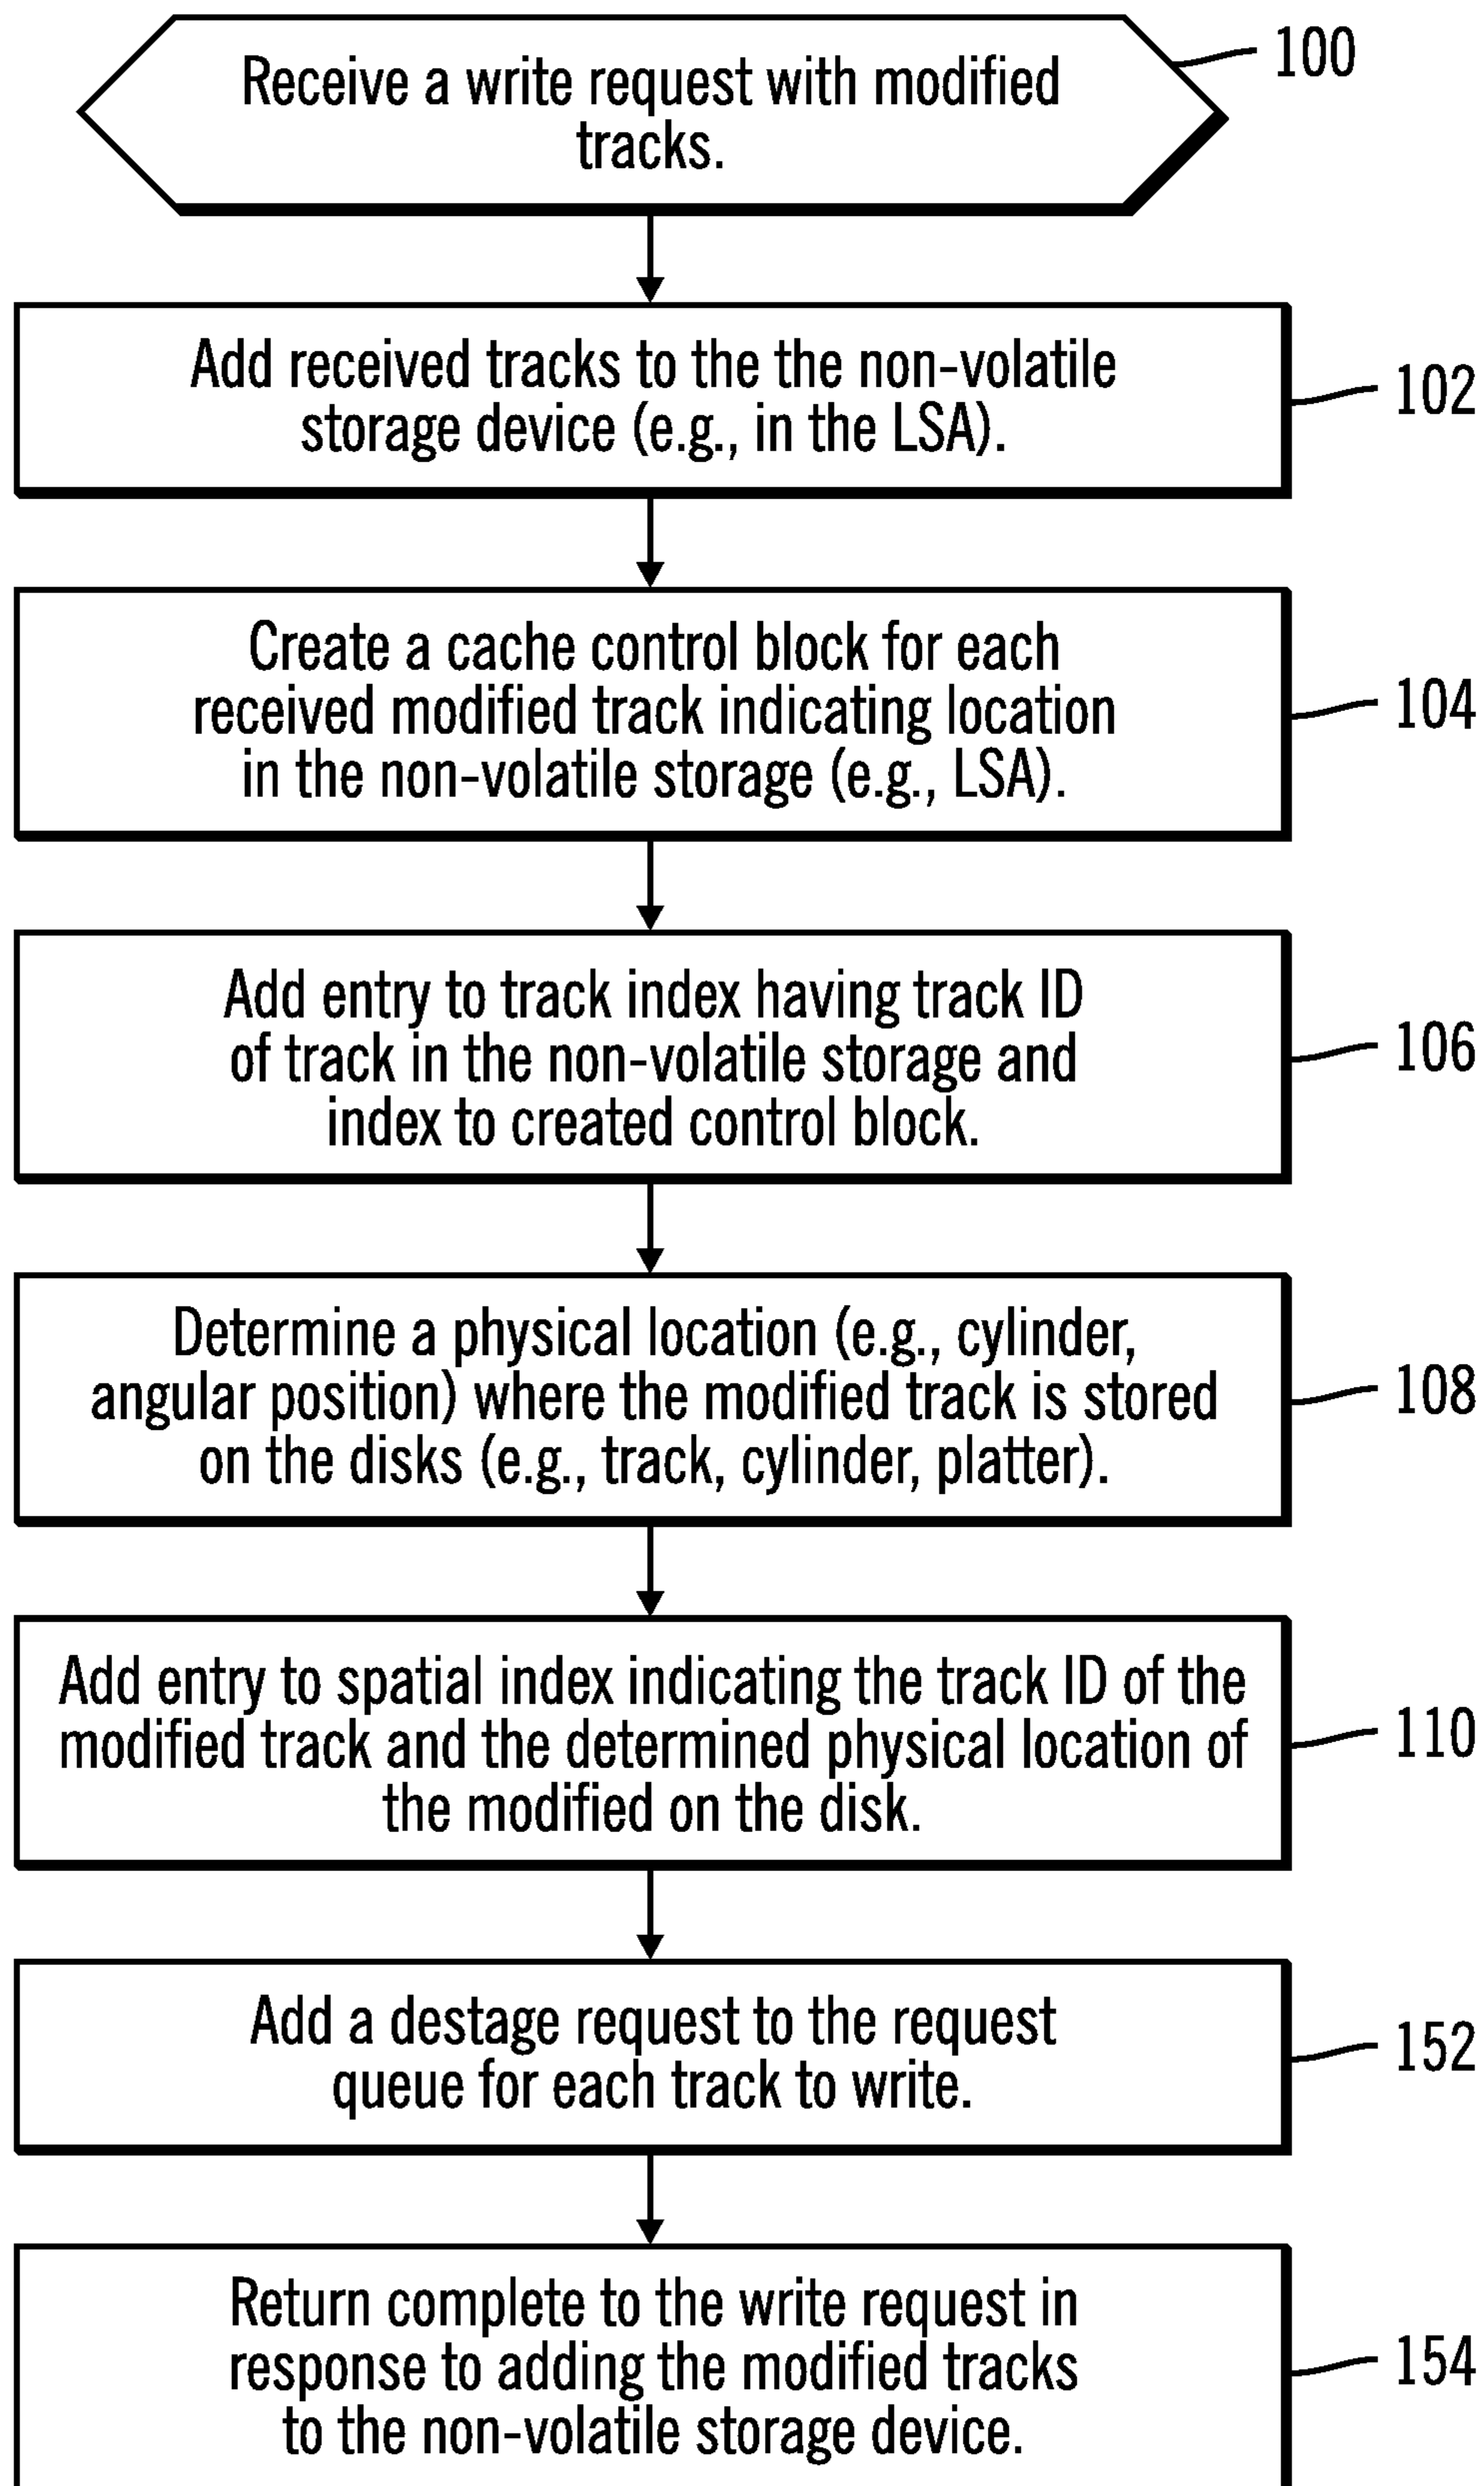 Receive a write request with modified
tracks.
100
Add received tracks to the the non-volatile
storage device (e.g., in the LSA).
102
Create a cache control block for each
received modified track indicating location
in the non-volatile storage (e.g., LSA).
104
Add entry to track index having track ID
of track in the non-volatile storage and
index to created control block.
106
Determine a physical location (e.g., cylinder,
angular position) where the modified track is stored
on the disks (e.g., track, cylinder, platter).
108
Add entry to spatial index indicating the track ID of the
modified track and the determined physical location of
the modified on the disk.
110
Add a destage request to the request
queue for each track to write.
152
Return complete to the write request in
response to adding the modified tracks
to the non-volatile storage device.
154